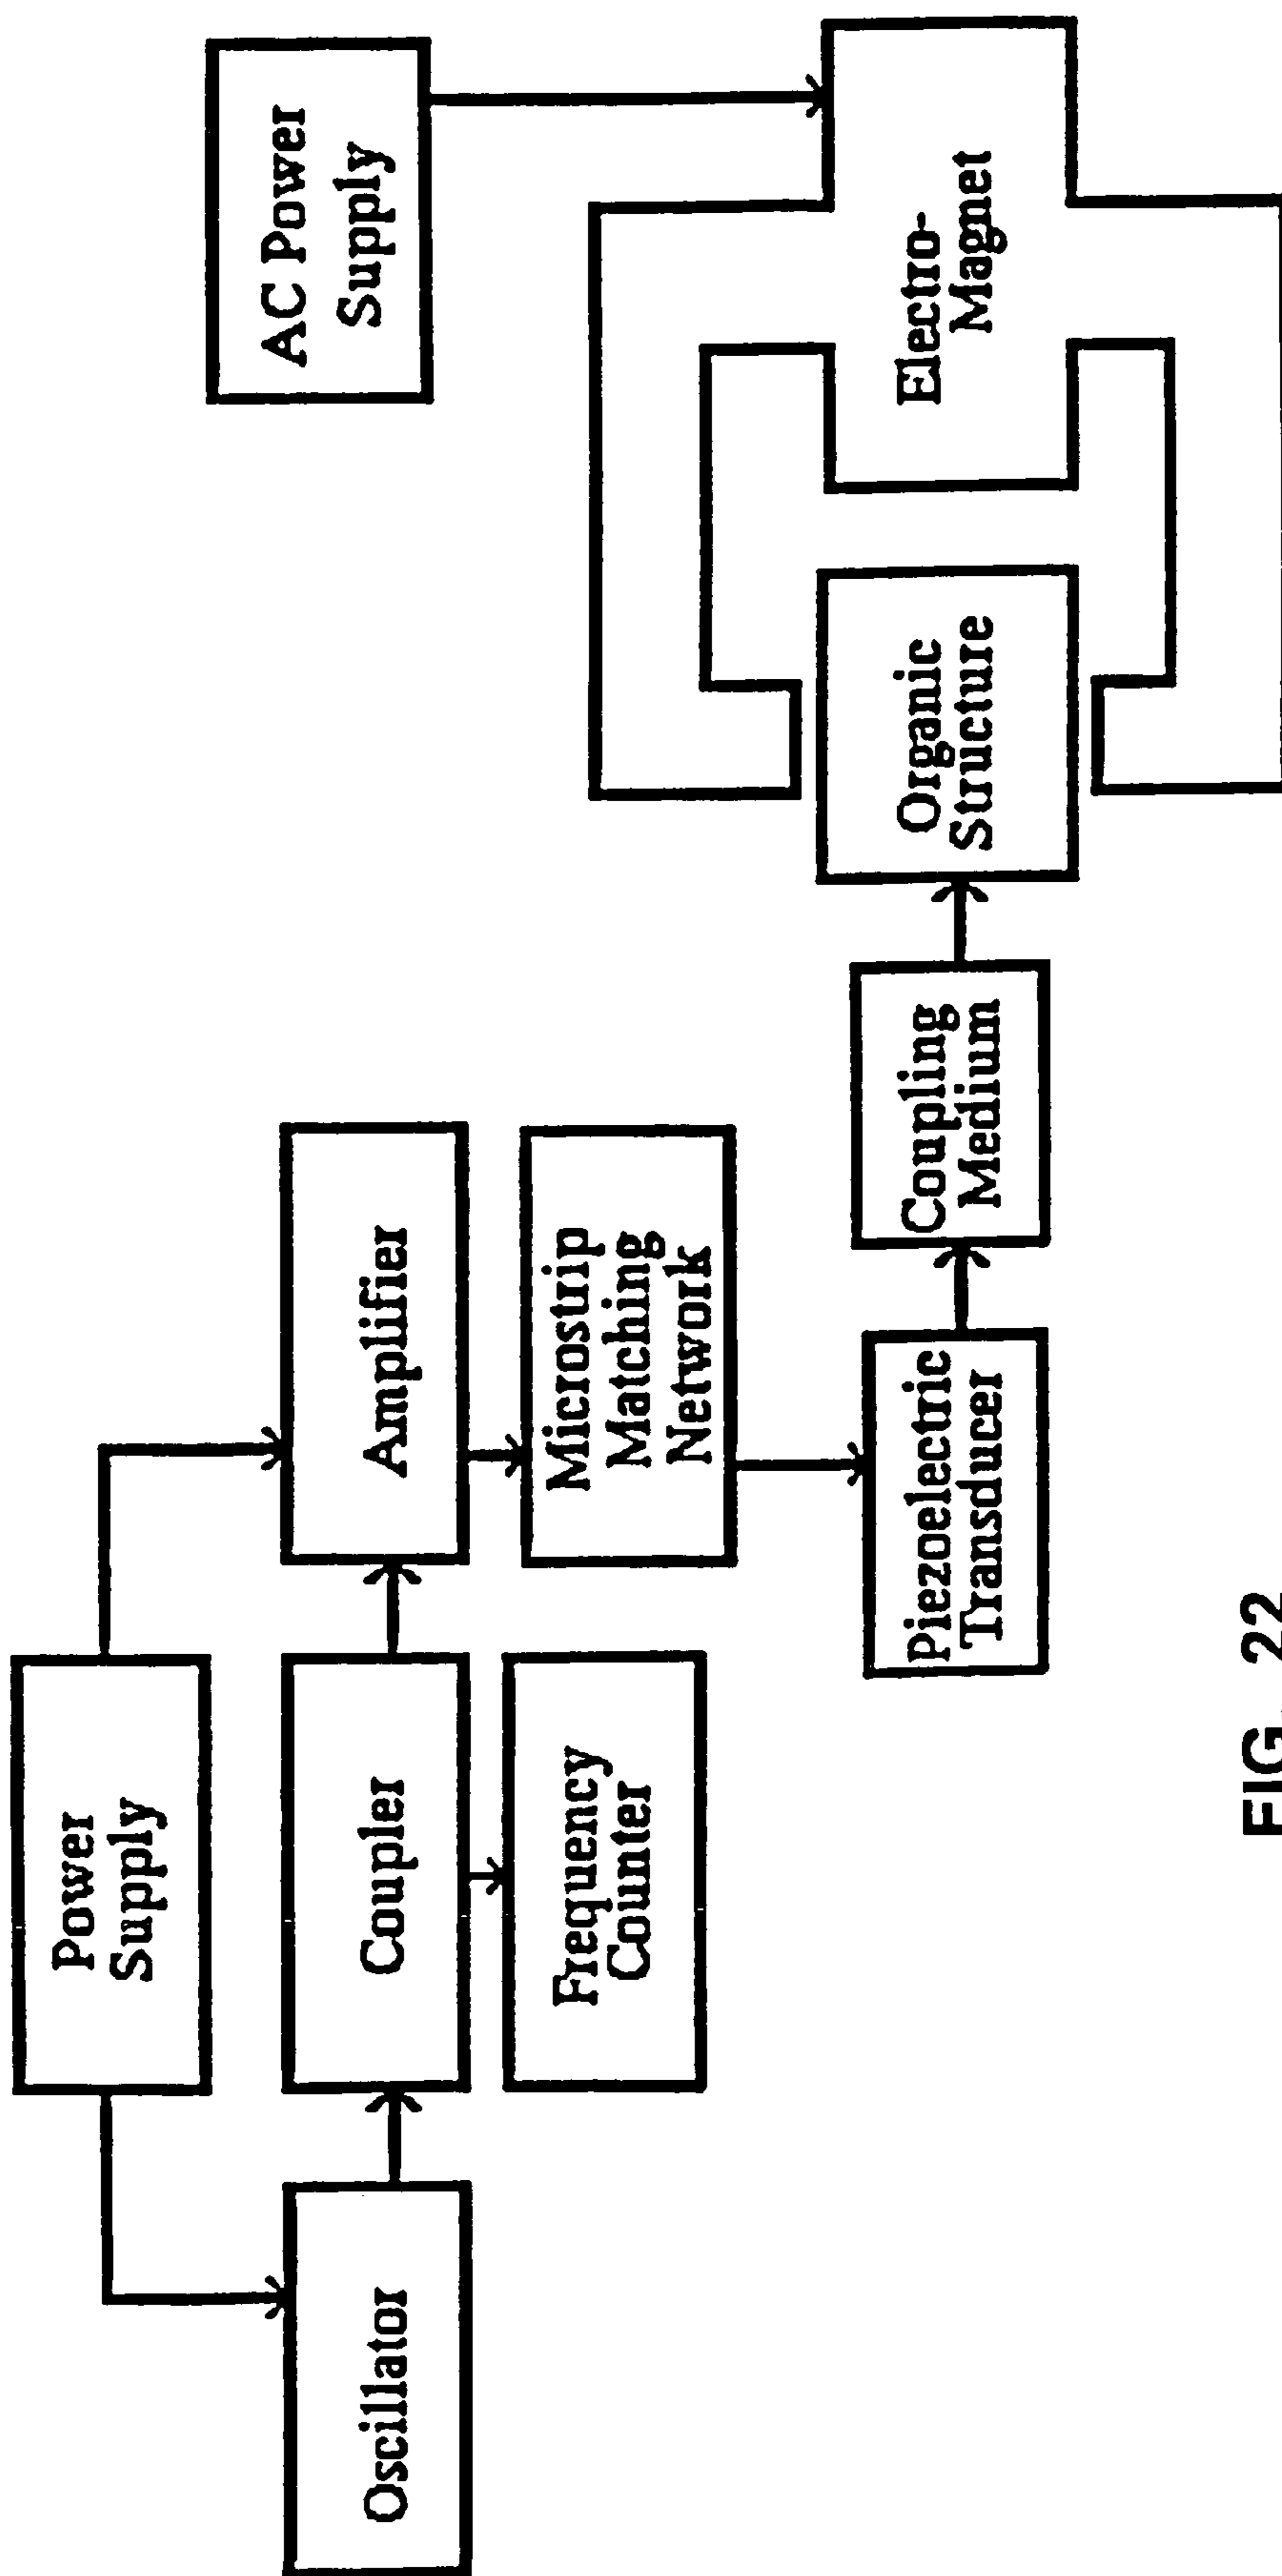 Power
Supply
AC Power
Supply
Oscillator
Coupler
Amplifier
Frequency
Counter
Microstrip
Matching
Network
Piezoelectric
Transducer
Coupling
Medium
Organic
Structure
Electro-
Magnet
FIG. 22